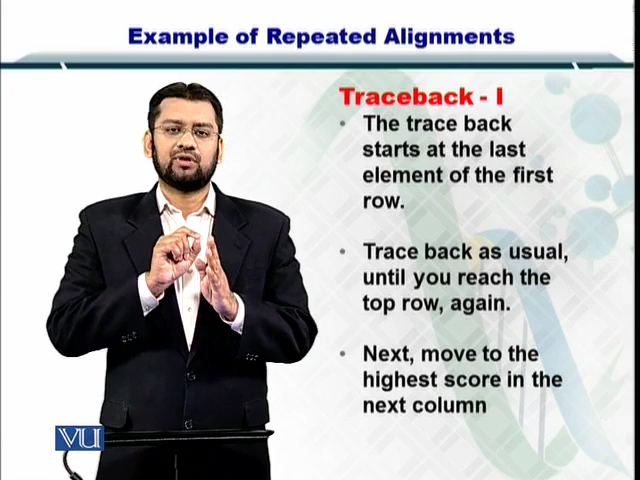 Example of Repeated Alignments
Traceback - I
• The trace back
starts at the last
element of the first
row.
• Trace back as usual,
until you reach the
top row, again.
• Next, move to the
highest score in the
next column
VU